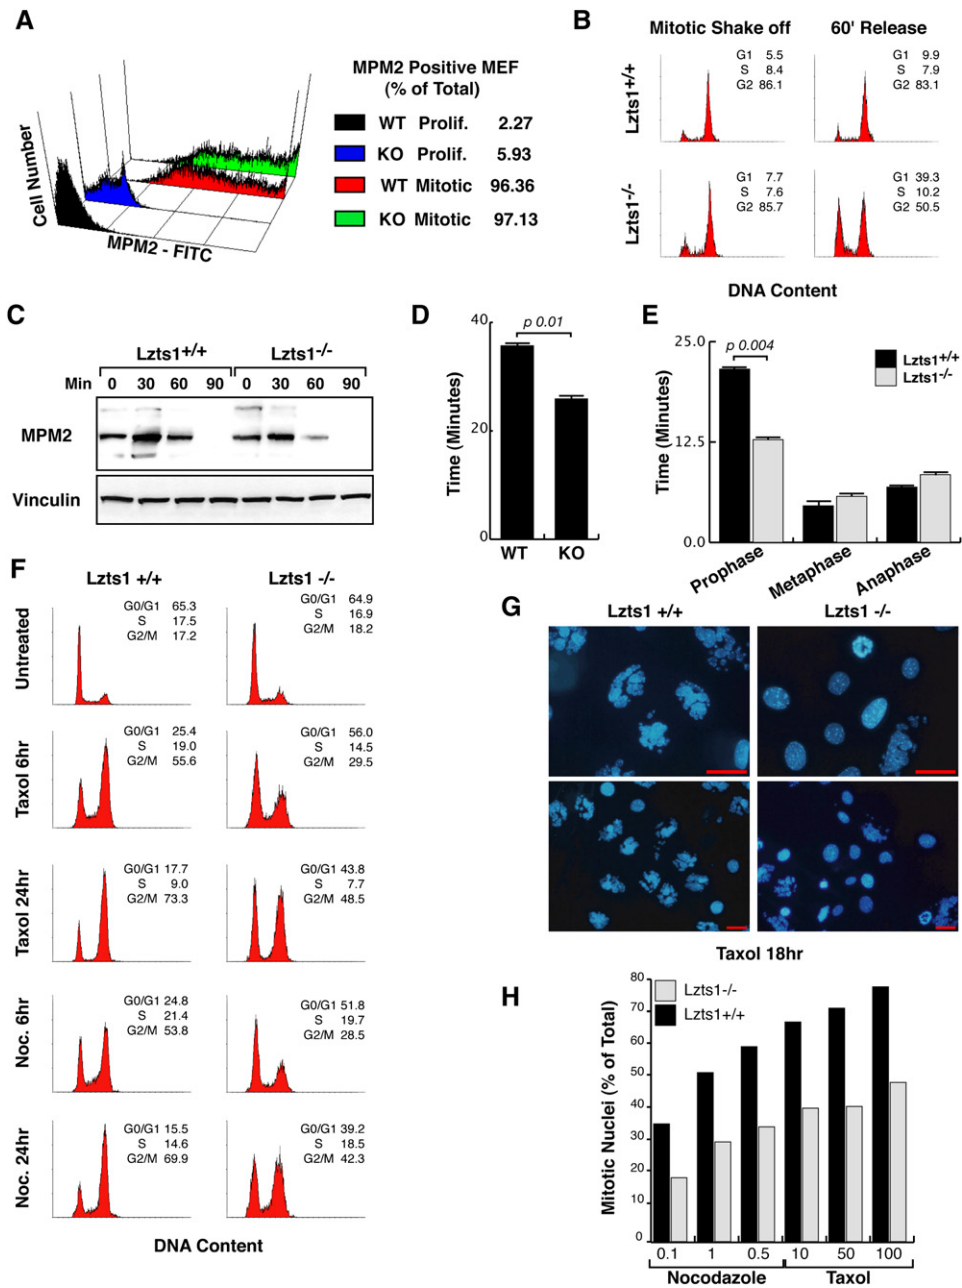 A
MPM2 Positive MEF
(% of Total)
WT Prolif. 2.27
KO Prolif. 5.93
WT Mitotic 96.36
KO Mitotic 97.13
Cell Number
MPM2 - FITC
B
Mitotic Shake off 60' Release
Lzts1+/+
G1 5.5
S 8.4
G2 86.1
G1 9.9
S 7.9
G2 83.1
Lzts1-/-
G1 7.7
S 7.6
G2 85.7
G1 39.3
S 10.2
G2 50.5
DNA Content
C
Lzts1+/+ Lzts1-/-
Min 0 30 60 90 0 30 60 90
MPM2
Vinculin
D
Time (Minutes)
40
20
0
p 0.01
WT KO
E
Time (Minutes)
25.0
12.5
0.0
p 0.004
Lzts1+/+
Lzts1-/-
Prophase
Metaphase
Anaphase
F
Lzts1 +/+ Lzts1 -/-
Untreated
G0/G1 65.3
S 17.5
G2/M 17.2
G0/G1 64.9
S 16.9
G2/M 18.2
Taxol 6hr
G0/G1 25.4
S 19.0
G2/M 55.6
G0/G1 56.0
S 14.5
G2/M 29.5
Taxol 24hr
G0/G1 17.7
S 9.0
G2/M 73.3
G0/G1 43.8
S 7.7
G2/M 48.5
Noc. 6hr
G0/G1 24.8
S 21.4
G2/M 53.8
G0/G1 51.8
S 19.7
G2/M 28.5
Noc. 24hr
G0/G1 15.5
S 14.6
G2/M 69.9
G0/G1 39.2
S 18.5
G2/M 42.3
DNA Content
G
Lzts1 +/+ Lzts1 -/-
Taxol 18hr
H
Lzts1-/-
Lzts1+/+
Mitotic Nuclei (% of Total)
80
70
60
50
40
30
20
10
0
0.1 1 0.5 10 50 100
Nocodazole Taxol